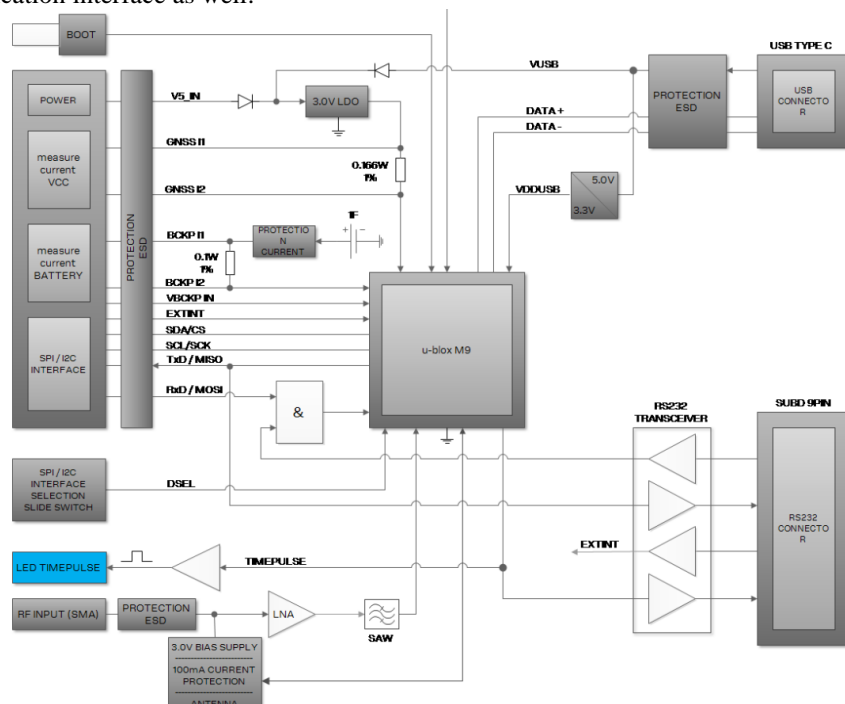 cation interface as well.
BOOT
USB TYPE C
VUSB
POWER
V5_IN
3.0V LDO
PROTECTION
ESD
USB
CONNECTO
R
DATA+
DATA-
GNSS I1
measure
current
VCC
0.166W
1%
GNSS I2
VDDUSB
5.0V
3.3V
PROTECTION
ESD
1F
BCKP I1
PROTECTIO
N
CURRENT
+
-
measure
current
BATTERY
0.1W
1%
BCKP I2
VBCKP IN
EXTINT
SDA/CS
SCL/SCK
TxD / MISO
RxD / MOSI
SPI / I2C
INTERFACE
u-blox M9
&
RS232
TRANSCEIVER
SUBD 9PIN
SPI / I2C
INTERFACE
SELECTION
SLIDE SWITCH
DSEL
RS232
CONNECTO
R
EXTINT
LED TIMEPULSE
TIMEPULSE
RF INPUT (SMA)
PROTECTION
ESD
LNA
SAW
3.0V BIAS SUPPLY
100mA CURRENT
PROTECTION
ANTENNA